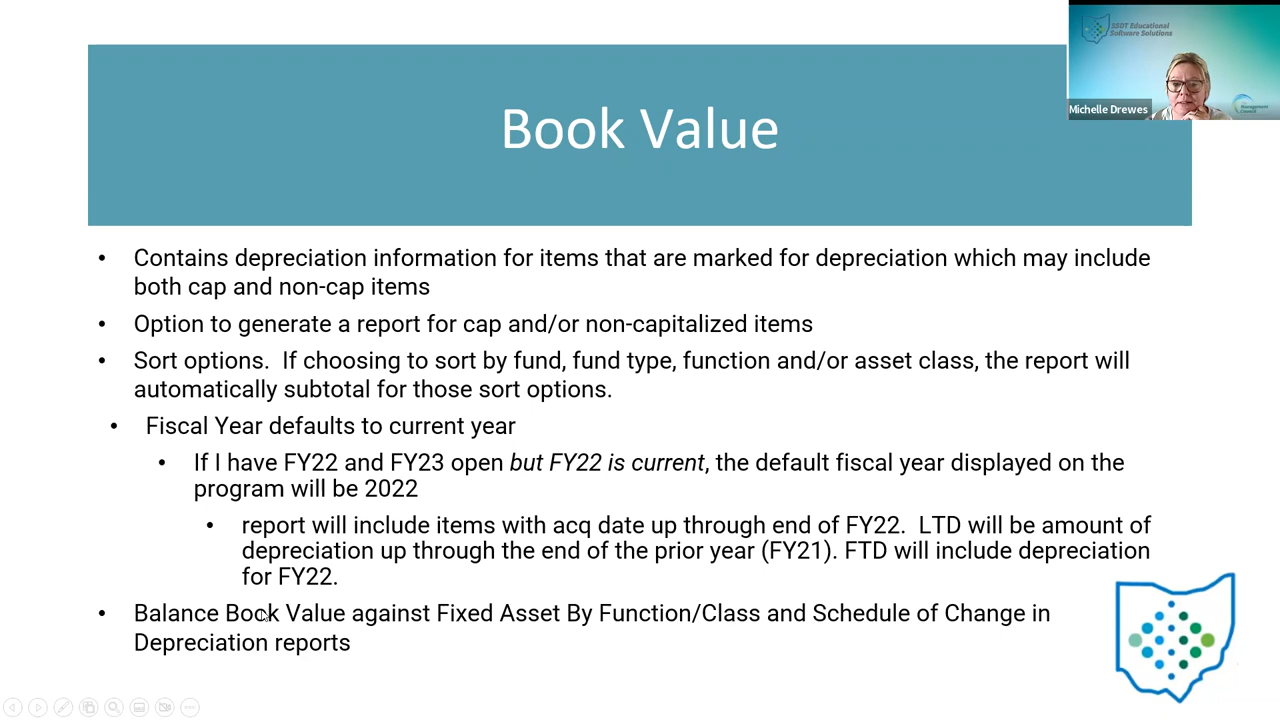 SSDT Educational
Software Solutions
Michelle Drewes
Management
Council
Book Value
• Contains depreciation information for items that are marked for depreciation which may include
both cap and non-cap items
• Option to generate a report for cap and/or non-capitalized items
• Sort options.  If choosing to sort by fund, fund type, function and/or asset class, the report will
automatically subtotal for those sort options.
• Fiscal Year defaults to current year
• If I have FY22 and FY23 open but FY22 is current, the default fiscal year displayed on the
program will be 2022
• report will include items with acq date up through end of FY22.  LTD will be amount of
depreciation up through the end of the prior year (FY21). FTD will include depreciation
for FY22.
• Balance Book Value against Fixed Asset By Function/Class and Schedule of Change in
Depreciation reports